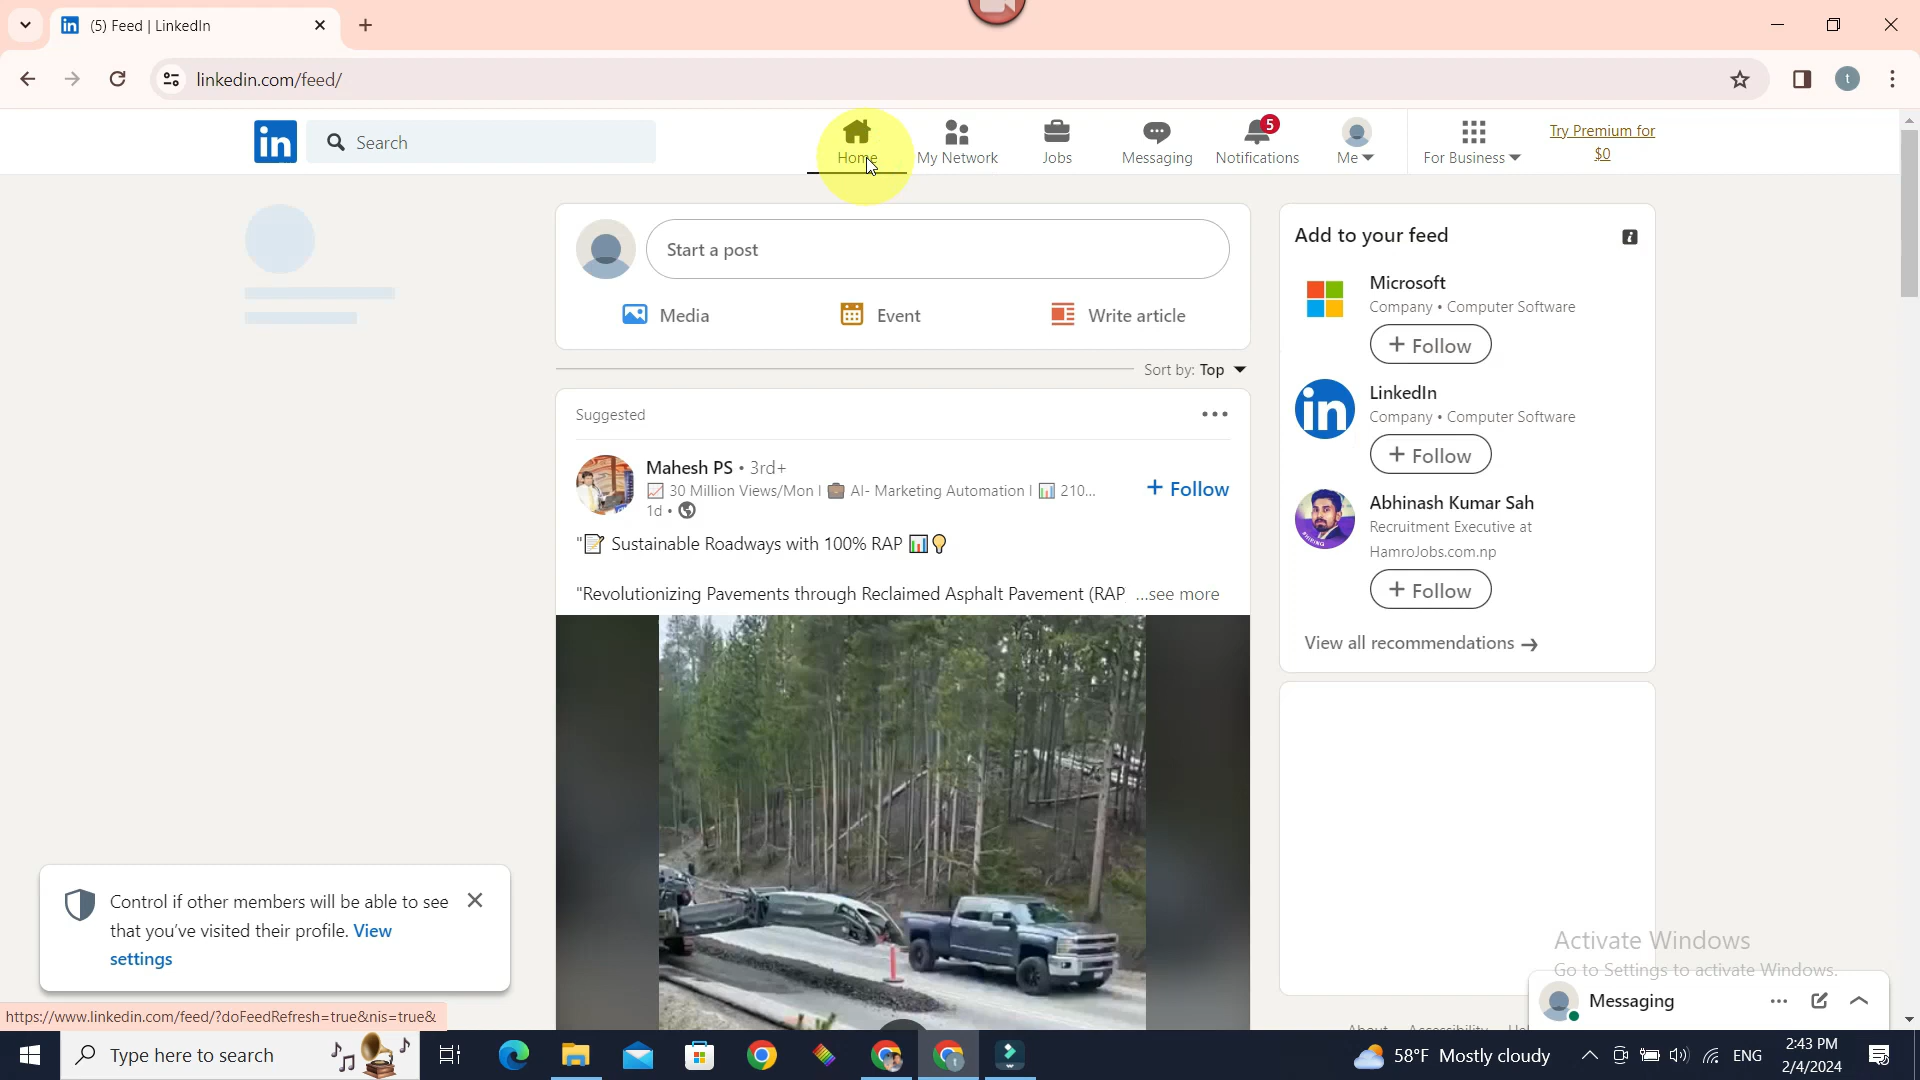 (5) Feed | LinkedIn
linkedin.com/feed/
in
Search
Home
My Network
Jobs
Messaging
5
Notifications
Me
For Business
Try Premium for
$0
Start a post
Media
Event
Write article
Sort by: Top
Suggested
Mahesh PS • 3rd+
30 Million Views/Mon | AI- Marketing Automation | 210...
1d •
+ Follow
"📝 Sustainable Roadways with 100% RAP 📊💡
"Revolutionizing Pavements through Reclaimed Asphalt Pavement (RAP ...see more
Add to your feed
Microsoft
Company • Computer Software
+ Follow
in
LinkedIn
Company • Computer Software
+ Follow
Abhinash Kumar Sah
Recruitment Executive at
HamroJobs.com.np
+ Follow
View all recommendations →
Control if other members will be able to see
that you've visited their profile. View
settings
Activate Windows
Go to Settings to activate Windows.
Messaging
About Accessibility
https://www.linkedin.com/feed/?doFeedRefresh=true&nis=true&
Type here to search
58°F Mostly cloudy
ENG
2:43 PM
2/4/2024